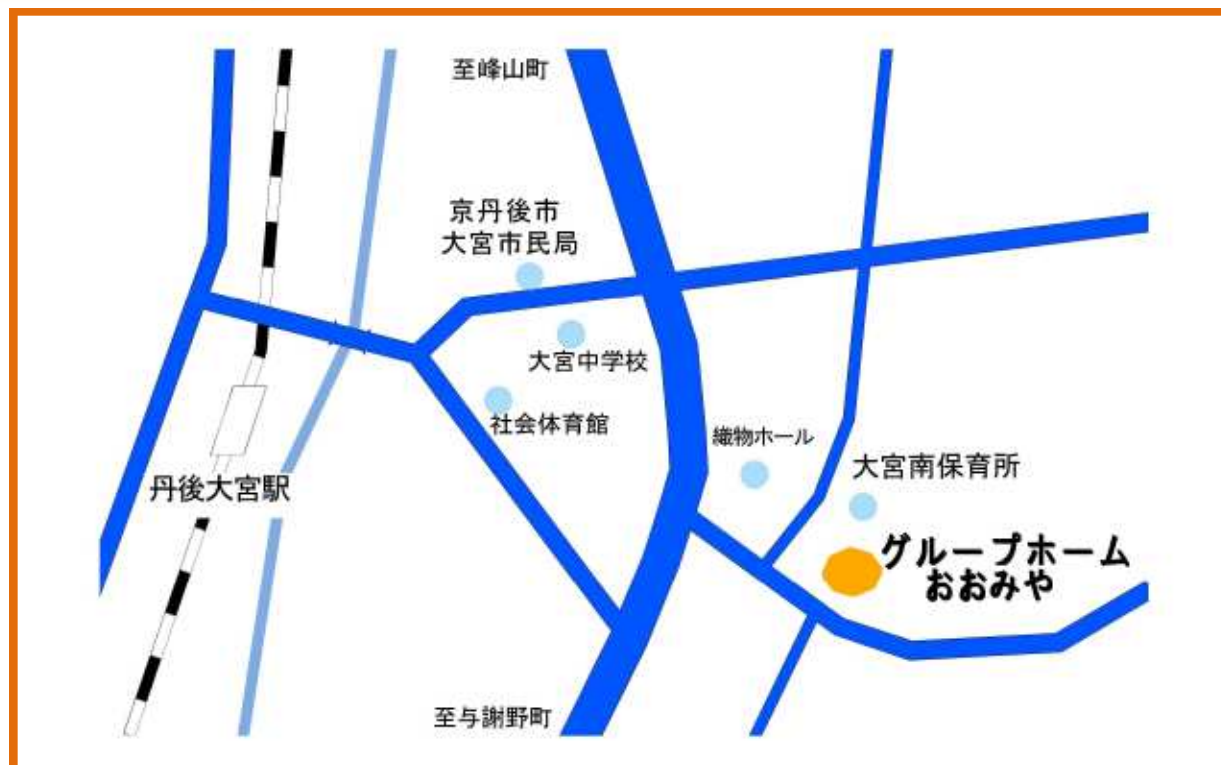 至峰山町
京丹後市
大宮市民局
大宮中学校
社会体育館
織物ホール
大宮南保育所
丹後大宮駅
グループホーム
おおみや
至与謝野町